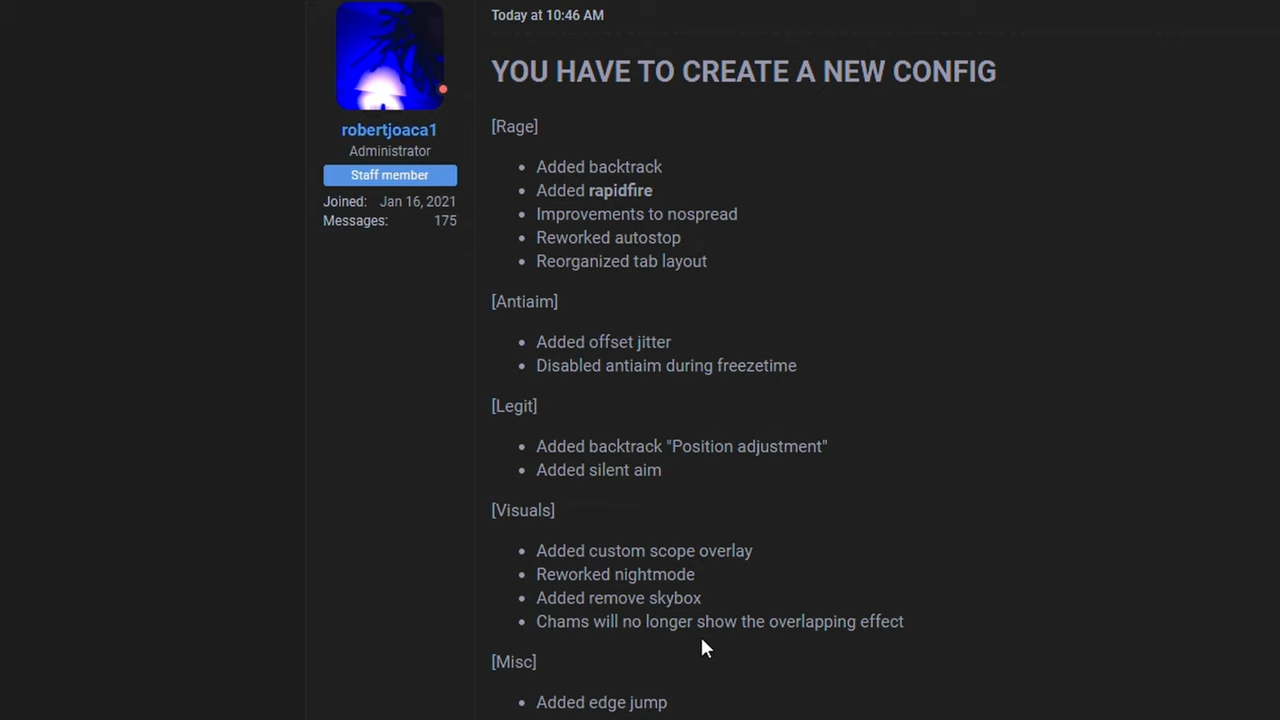 Today at 10:46 AM
YOU HAVE TO CREATE A NEW CONFIG
robertjoaca1
Administrator
Staff member
Joined: Jan 16, 2021
Messages: 175
[Rage]
Added backtrack
Added rapidfire
Improvements to nospread
Reworked autostop
Reorganized tab layout
[Antiaim]
Added offset jitter
Disabled antiaim during freezetime
[Legit]
Added backtrack "Position adjustment"
Added silent aim
[Visuals]
Added custom scope overlay
Reworked nightmode
Added remove skybox
Chams will no longer show the overlapping effect
[Misc]
Added edge jump